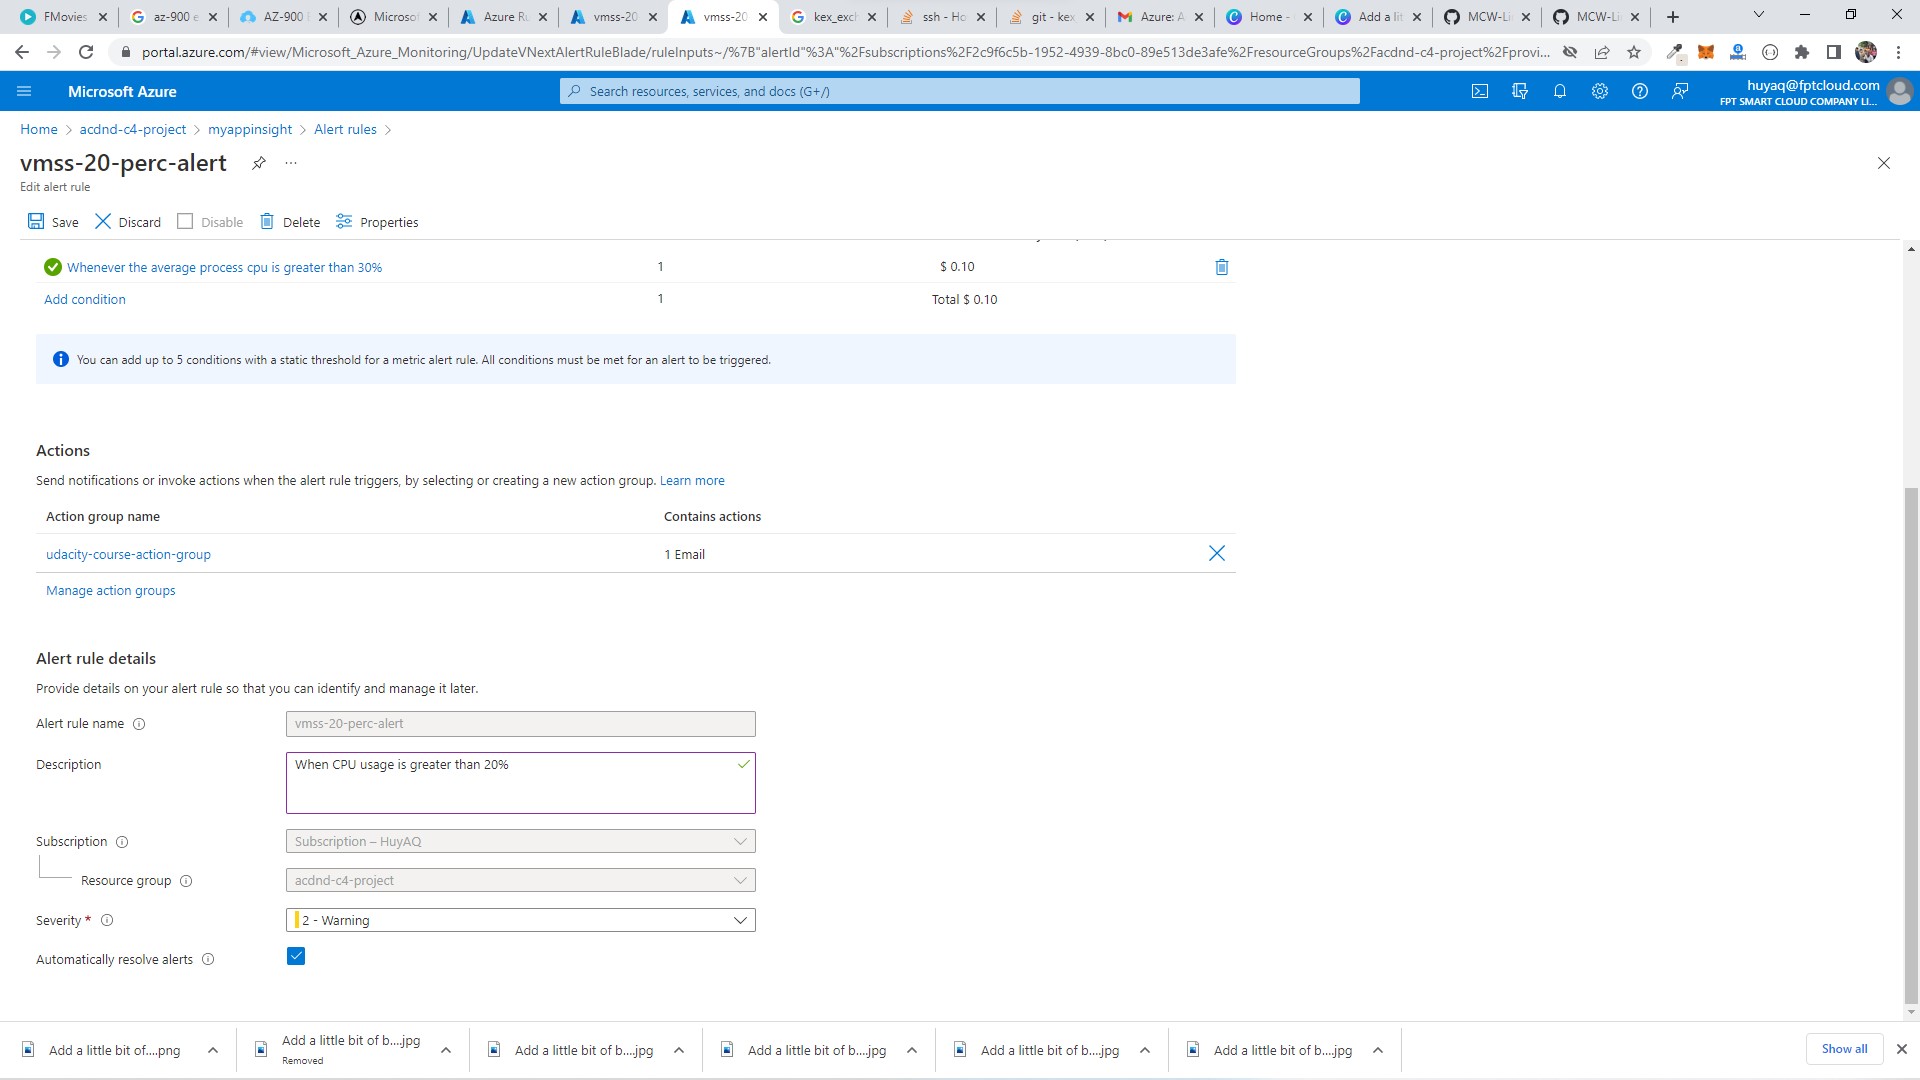 FMovies
az-900 e
AZ-900
Microsof
Azure Ru
vmss-20
vmss-20
kex_exch
ssh - Ho
git - kex
Azure: A
Home -
Add a lit
MCW-Li
MCW-Li
portal.azure.com/#view/Microsoft_Azure_Monitoring/UpdateVNextAlertRuleBlade/ruleInputs~/%7B"alertId"%3A"%2Fsubscriptions%2F2c9f6c5b-1952-4939-8bc0-89e513de3afe%2FresourceGroups%2Facdnd-c4-project%2Fprovi...
Microsoft Azure
Search resources, services, and docs (G+/)
huyaq@fptcloud.com
FPT SMART CLOUD COMPANY LI...
Home > acdnd-c4-project > myappinsight > Alert rules >
vmss-20-perc-alert ...
Edit alert rule
Save Discard Disable Delete Properties
Whenever the average process cpu is greater than 30% 1 $ 0.10
Add condition 1 Total $ 0.10
You can add up to 5 conditions with a static threshold for a metric alert rule. All conditions must be met for an alert to be triggered.
Actions
Send notifications or invoke actions when the alert rule triggers, by selecting or creating a new action group. Learn more
Action group name Contains actions
udacity-course-action-group 1 Email
Manage action groups
Alert rule details
Provide details on your alert rule so that you can identify and manage it later.
Alert rule name vmss-20-perc-alert
Description When CPU usage is greater than 20%
Subscription Subscription – HuyAQ
Resource group acdnd-c4-project
Severity * 2 - Warning
Automatically resolve alerts
Add a little bit of....png
Add a little bit of b....jpg
Removed
Add a little bit of b....jpg
Add a little bit of b....jpg
Add a little bit of b....jpg
Add a little bit of b....jpg
Show all